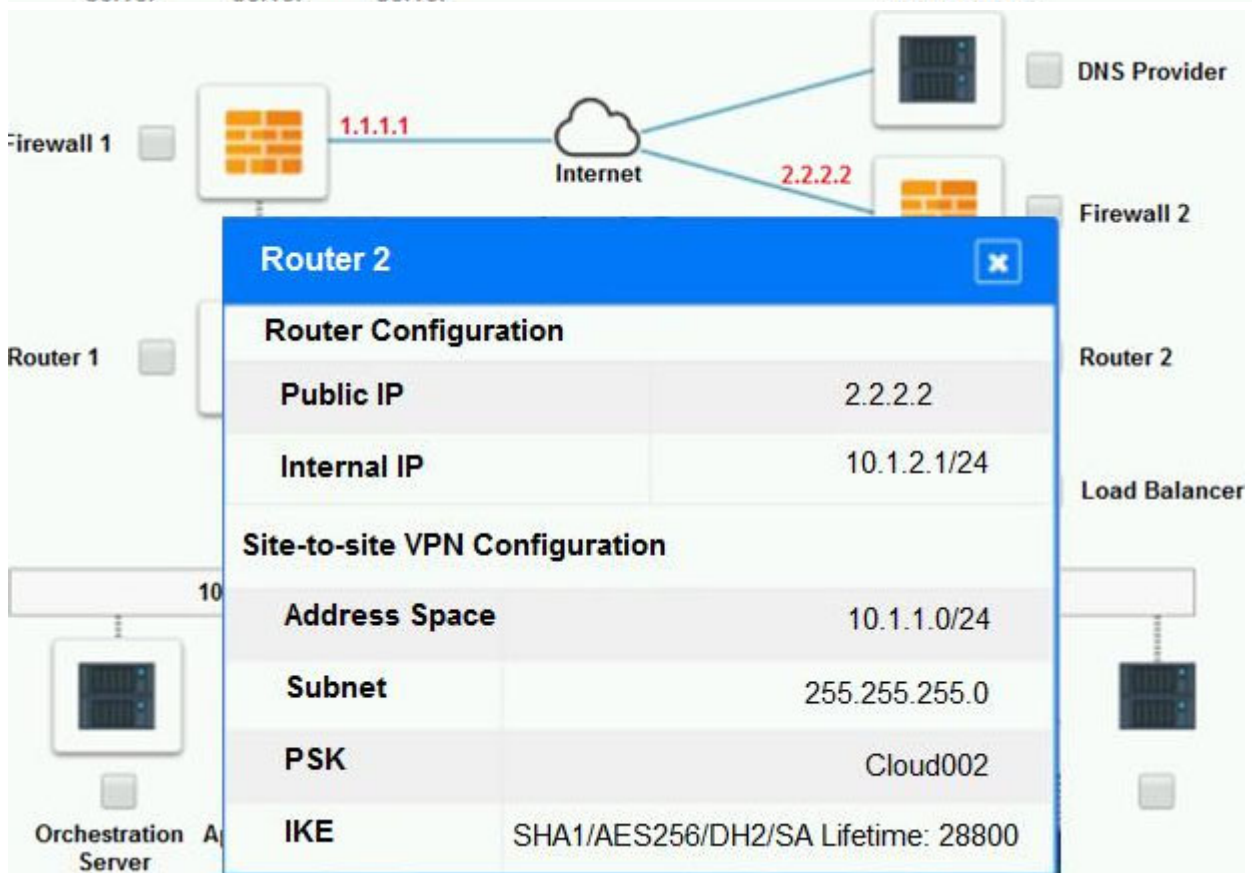 DNS Provider
Firewall 1
1.1.1.1
Internet
2.2.2.2
Firewall 2
Router 2
Router Configuration
Router 1
Router 2
Public IP 2.2.2.2
Internal IP 10.1.2.1/24
Load Balancer
Site-to-site VPN Configuration
10
Address Space 10.1.1.0/24
Subnet 255.255.255.0
PSK Cloud002
IKE SHA1/AES256/DH2/SA Lifetime: 28800
Orchestration
Server